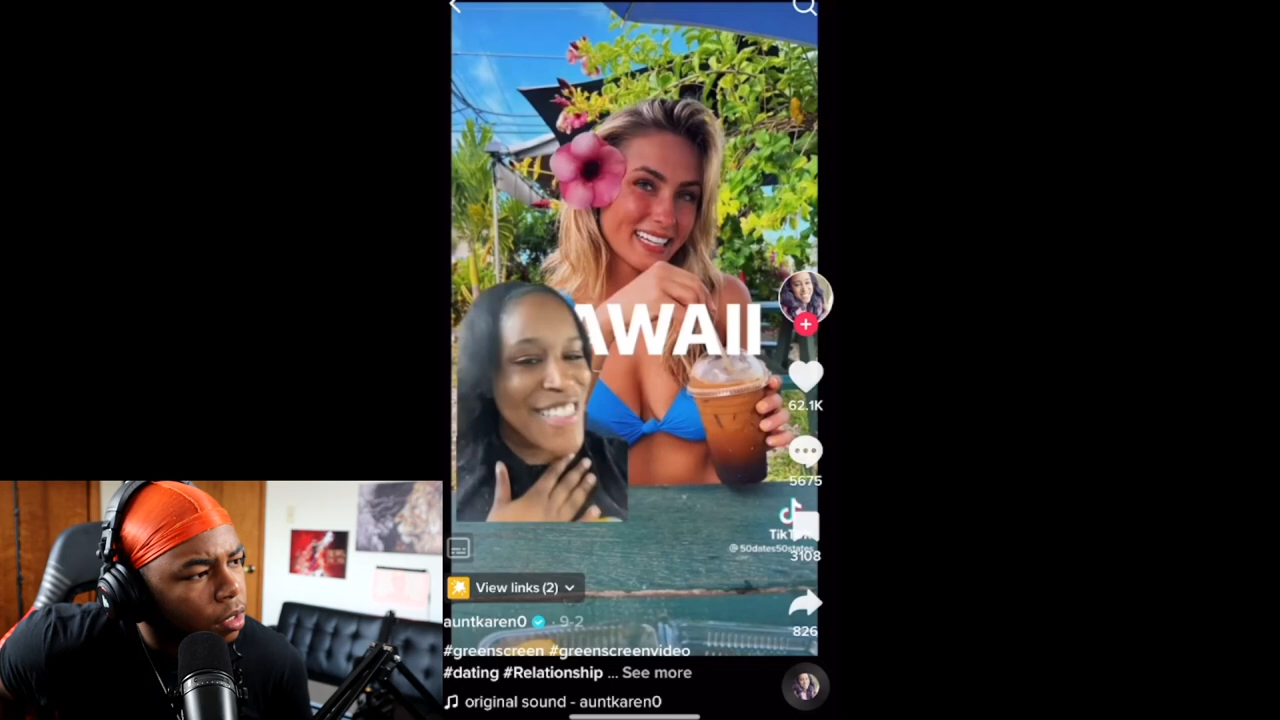 AWAII
62.1K
5675
TikTok
@50dates50states
3108
View links (2)
826
auntkaren0 · 9-2
#greenscreen #greenscreenvideo
#dating #Relationship ... See more
original sound - auntkaren0